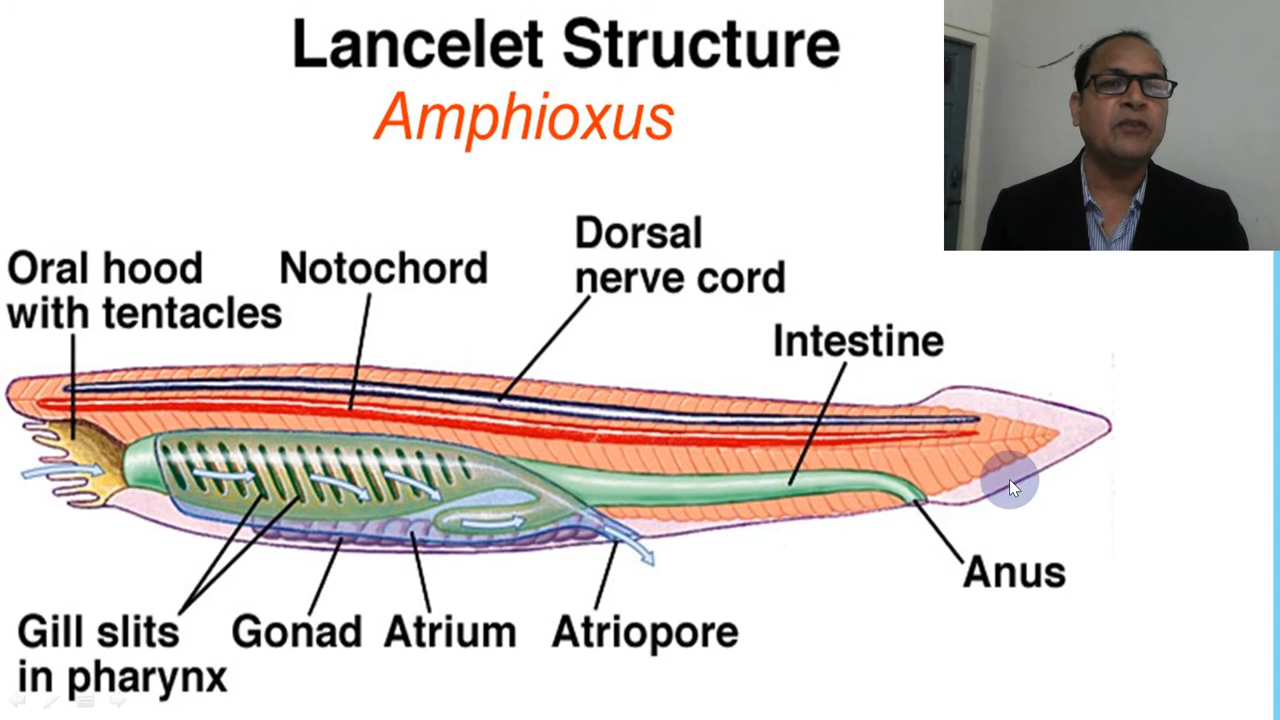 Lancelet Structure
Amphioxus
Oral hood
with tentacles
Notochord
Dorsal
nerve cord
Intestine
Gill slits
in pharynx
Gonad
Atrium
Atriopore
Anus